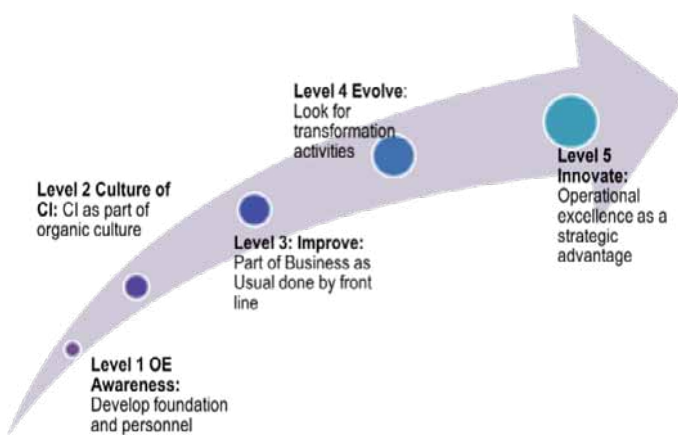 Level 1 OE
Awareness:
Develop foundation
and personnel
Level 2 Culture of
CI: CI as part of
organic culture
Level 3: Improve:
Part of Business as
Usual done by front
line
Level 4 Evolve:
Look for
transformation
activities
Level 5
Innovate:
Operational
excellence as a
strategic
advantage